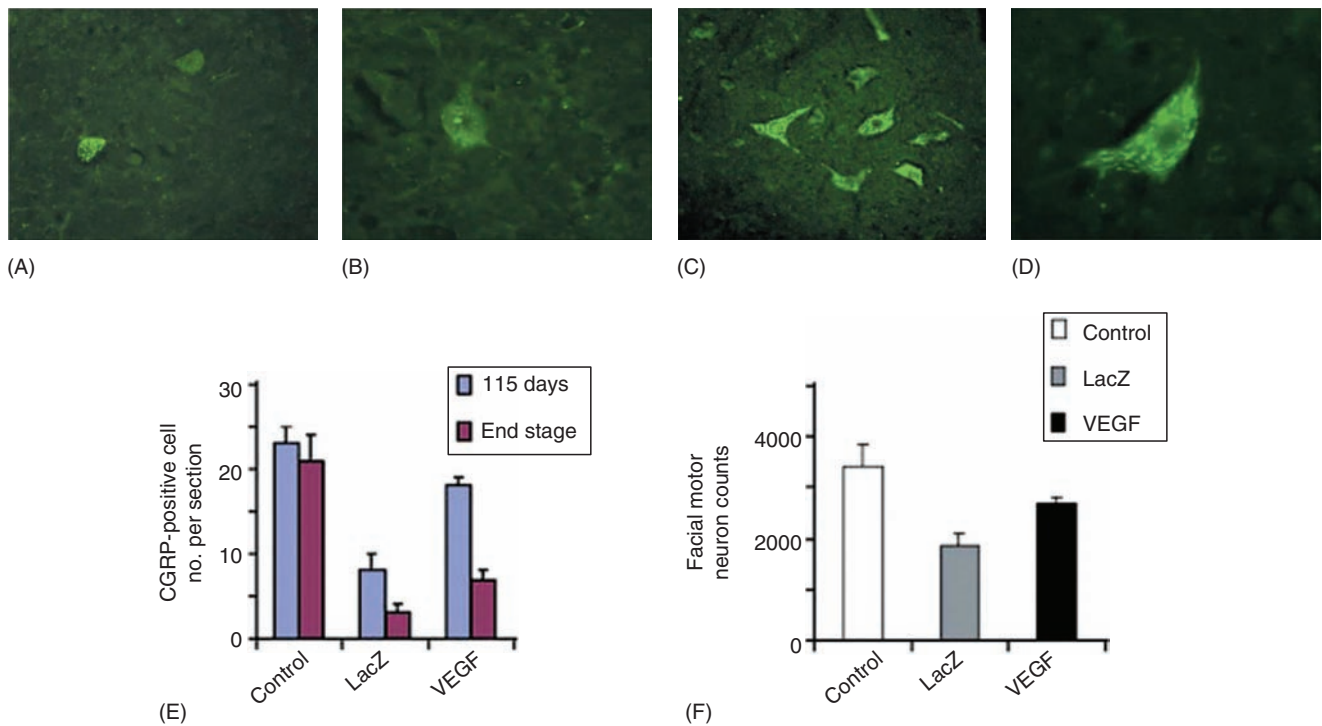 (A)
(B)
(C)
(D)
115 days
End stage
30
20
10
0
CGRP-positive cell
no. per section
Control
LacZ
VEGF
(E)
Control
LacZ
VEGF
4000
2000
0
Facial motor
neuron counts
Control
LacZ
VEGF
(F)